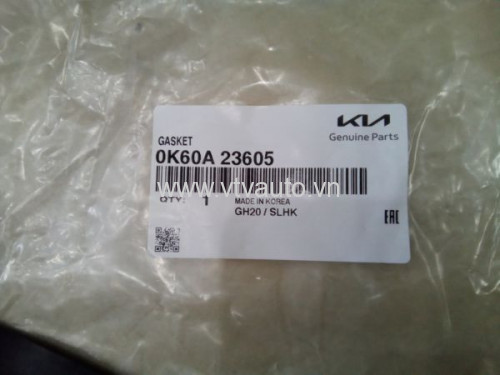 GASKET
KIA
Genuine Parts
0K60A 23605
www.vtvauto.vn
QTY: 1
MADE IN KOREA
GH20 / SLHK
EAC